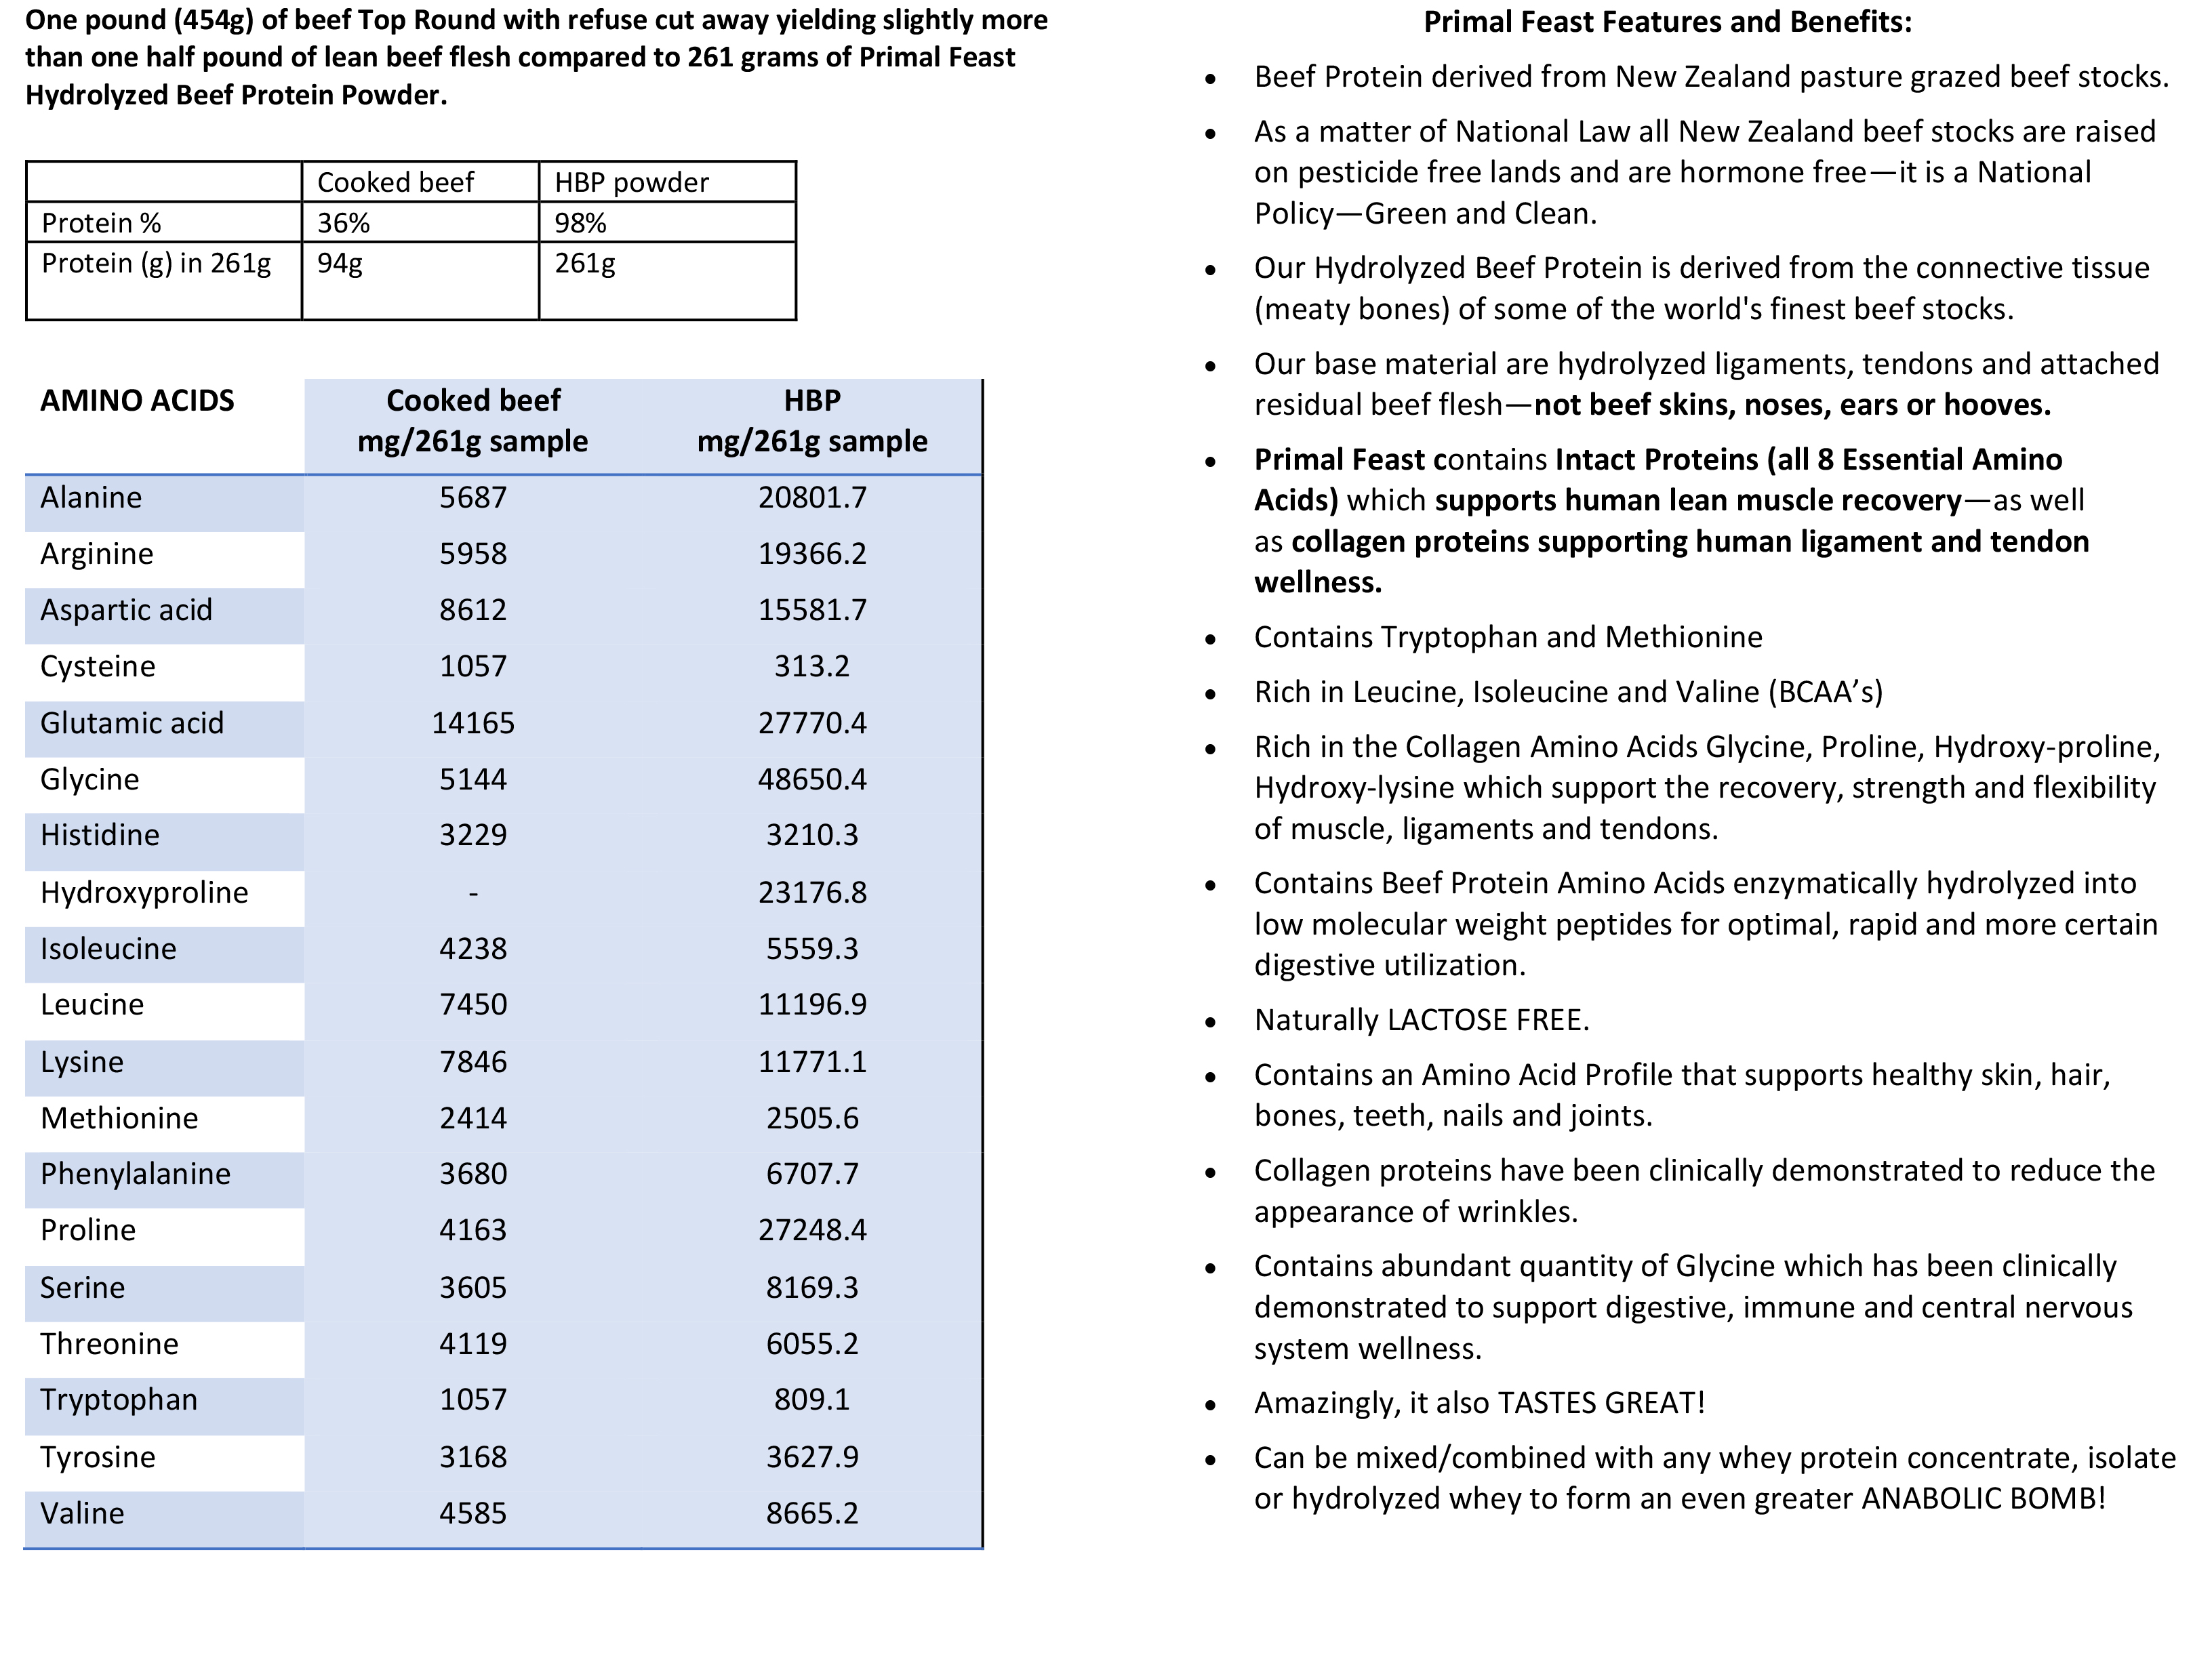 One pound (454g) of beef Top Round with refuse cut away yielding slightly more
than one half pound of lean beef flesh compared to 261 grams of Primal Feast
Hydrolyzed Beef Protein Powder.
Cooked beef HBP powder
Protein % 36% 98%
Protein (g) in 261g 94g 261g
AMINO ACIDS Cooked beef HBP
mg/261g sample mg/261g sample
Alanine 5687 20801.7
Arginine 5958 19366.2
Aspartic acid 8612 15581.7
Cysteine 1057 313.2
Glutamic acid 14165 27770.4
Glycine 5144 48650.4
Histidine 3229 3210.3
Hydroxyproline - 23176.8
Isoleucine 4238 5559.3
Leucine 7450 11196.9
Lysine 7846 11771.1
Methionine 2414 2505.6
Phenylalanine 3680 6707.7
Proline 4163 27248.4
Serine 3605 8169.3
Threonine 4119 6055.2
Tryptophan 1057 809.1
Tyrosine 3168 3627.9
Valine 4585 8665.2
Primal Feast Features and Benefits:
• Beef Protein derived from New Zealand pasture grazed beef stocks.
• As a matter of National Law all New Zealand beef stocks are raised
on pesticide free lands and are hormone free—it is a National
Policy—Green and Clean.
• Our Hydrolyzed Beef Protein is derived from the connective tissue
(meaty bones) of some of the world's finest beef stocks.
• Our base material are hydrolyzed ligaments, tendons and attached
residual beef flesh—not beef skins, noses, ears or hooves.
• Primal Feast contains Intact Proteins (all 8 Essential Amino
Acids) which supports human lean muscle recovery—as well
as collagen proteins supporting human ligament and tendon
wellness.
• Contains Tryptophan and Methionine
• Rich in Leucine, Isoleucine and Valine (BCAA’s)
• Rich in the Collagen Amino Acids Glycine, Proline, Hydroxy-proline,
Hydroxy-lysine which support the recovery, strength and flexibility
of muscle, ligaments and tendons.
• Contains Beef Protein Amino Acids enzymatically hydrolyzed into
low molecular weight peptides for optimal, rapid and more certain
digestive utilization.
• Naturally LACTOSE FREE.
• Contains an Amino Acid Profile that supports healthy skin, hair,
bones, teeth, nails and joints.
• Collagen proteins have been clinically demonstrated to reduce the
appearance of wrinkles.
• Contains abundant quantity of Glycine which has been clinically
demonstrated to support digestive, immune and central nervous
system wellness.
• Amazingly, it also TASTES GREAT!
• Can be mixed/combined with any whey protein concentrate, isolate
or hydrolyzed whey to form an even greater ANABOLIC BOMB!